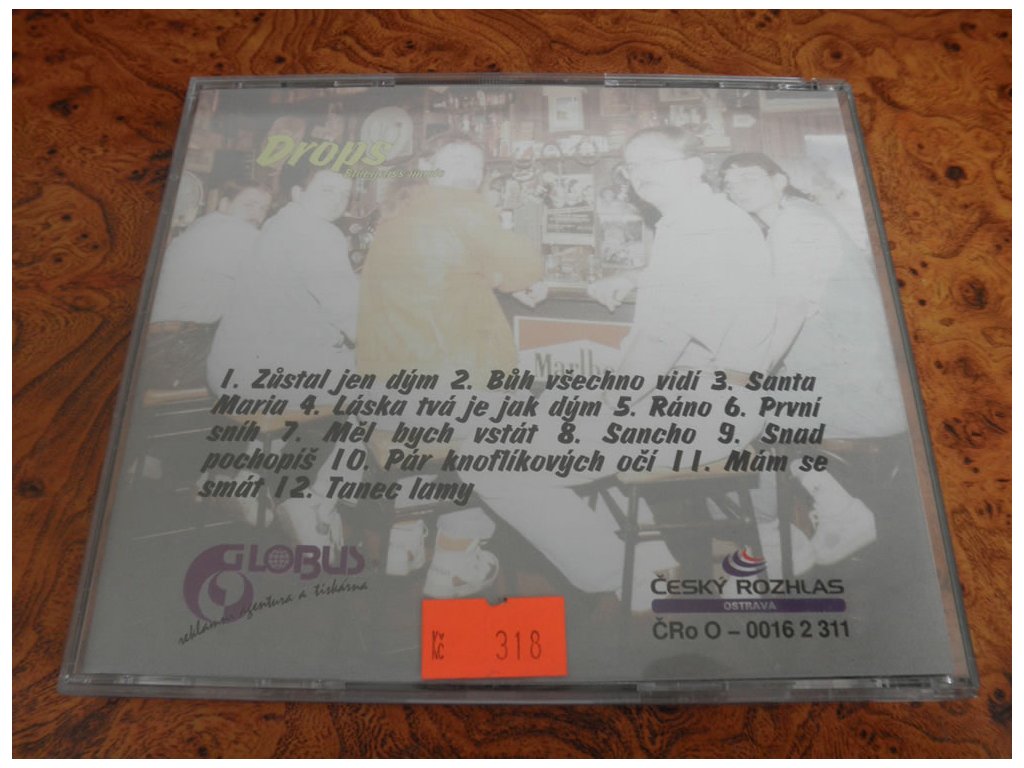 Drops
Marlbo
1. Zůstal jen dým 2. Bůh všechno vidí 3. Santa
Maria 4. Láska tvá je jak dým 5. Ráno 6. První
sníh 7. Měl bych vstát 8. Sancho 9. Snad
pochopíš 10. Pár knoflíkových očí 11. Mám se
smát 12. Tanec lamy
GLOBUS
reklamní agentura a tiskárna
ČESKÝ ROZHLAS
OSTRAVA
ČRo O – 0016 2 311
Kč 318